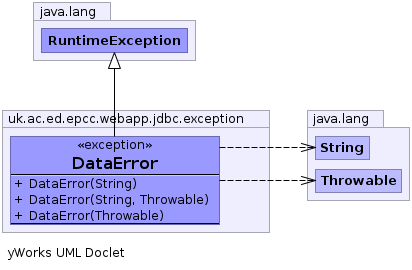 java.lang
RuntimeException
uk.ac.ed.epcc.webapp.jdbc.exception
«exception»
DataError
+ DataError(String)
+ DataError(String, Throwable)
+ DataError(Throwable)
java.lang
String
Throwable
yWorks UML Doclet